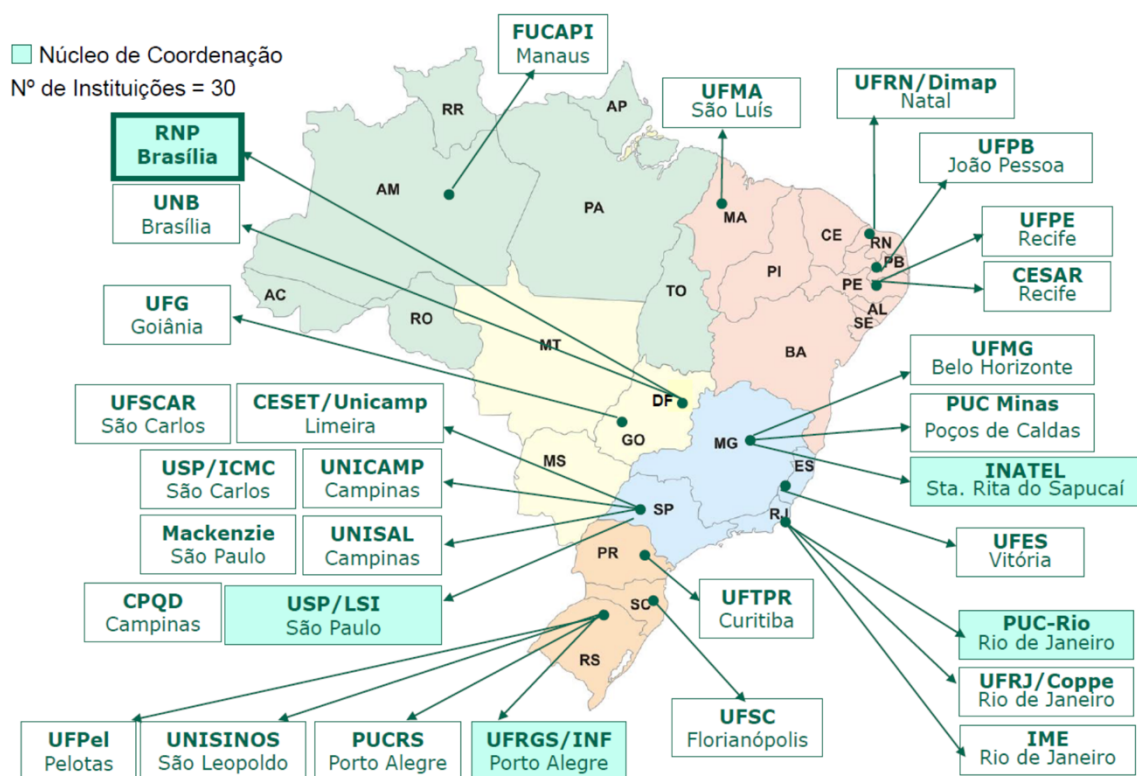 Núcleo de Coordenação
Nº de Instituições = 30
FUCAPI
Manaus
UFMA
São Luís
UFRN/Dimap
Natal
RNP
Brasília
UFPB
João Pessoa
UNB
Brasília
UFPE
Recife
CESAR
Recife
UFG
Goiânia
UFMG
Belo Horizonte
UFSCAR
São Carlos
CESET/Unicamp
Limeira
PUC Minas
Poços de Caldas
USP/ICMC
São Carlos
UNICAMP
Campinas
INATEL
Sta. Rita do Sapucaí
Mackenzie
São Paulo
UNISAL
Campinas
UFES
Vitória
CPQD
Campinas
USP/LSI
São Paulo
UFTPR
Curitiba
PUC-Rio
Rio de Janeiro
UFRJ/Coppe
Rio de Janeiro
UFPel
Pelotas
UNISINOS
São Leopoldo
PUCRS
Porto Alegre
UFRGS/INF
Porto Alegre
UFSC
Florianópolis
IME
Rio de Janeiro
RR
AP
AM
PA
MA
CE
RN
PB
PI
PE
AL
SE
AC
RO
TO
BA
MT
DF
GO
MG
ES
MS
SP
RJ
PR
SC
RS